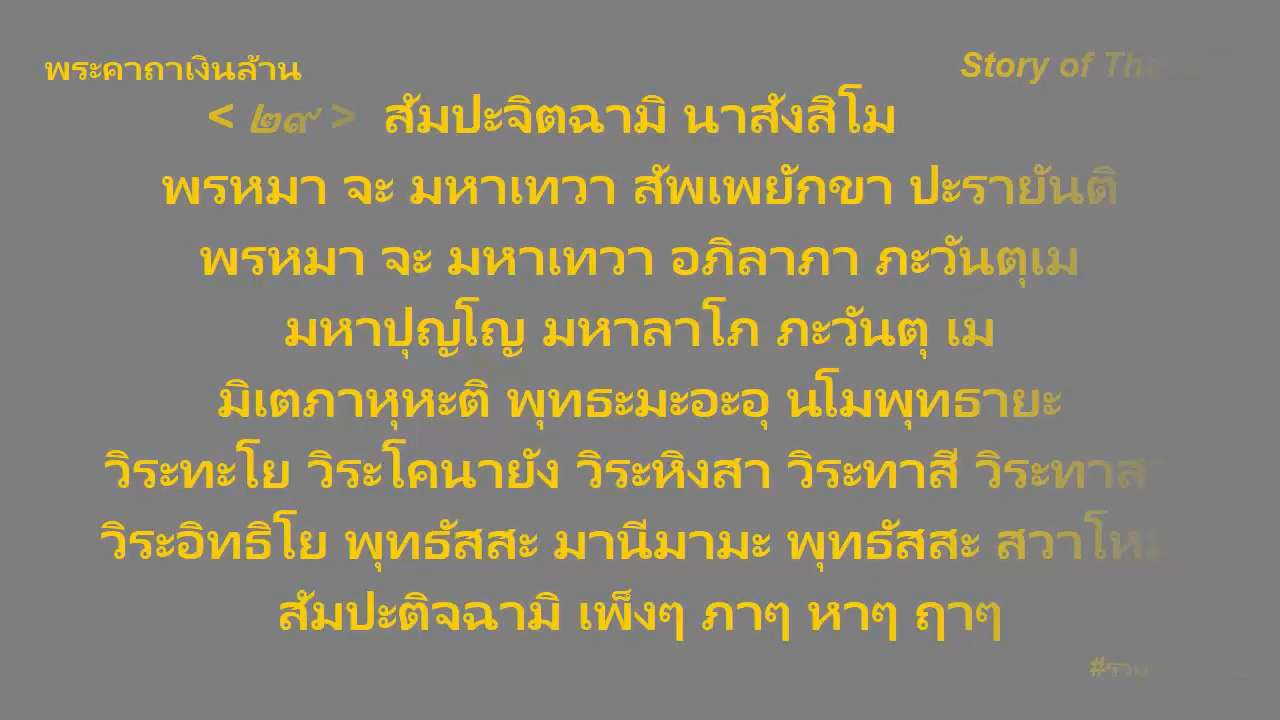 พระคาถาเงินล้าน
Story of
< ๒๙ > สัมปะจิตฉามิ นาสังสิโม
พรหมา จะ มหาเทวา สัพเพยักขา ปะรายันติ
พรหมา จะ มหาเทวา อภิลาภา ภะวันตุเม
มหาปุญโญ มหาลาโภ ภะวันตุ เม
มิเตภาหุหะติ พุทธะมะอะอุ นโมพุทธายะ
วิระทะโย วิระโคนายัง วิระหิงสา วิระทาสี วิระทาสา
วิระอิทธิโย พุทธัสสะ มานีมามะ พุทธัสสะ
สัมปะติจฉามิ เพ็งๆ ภาๆ หาๆ ฤาๆ